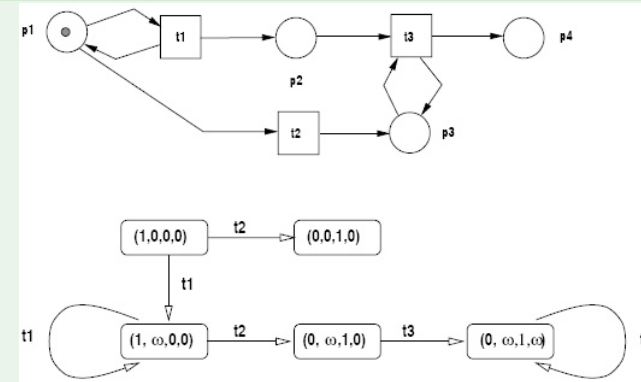 p1
t1
p2
t3
p4
t2
p3
(1,0,0,0)
t2
(0,0,1,0)
t1
t1
(1, ω,0,0)
t2
(0, ω,1,0)
t3
(0, ω,1,ω)